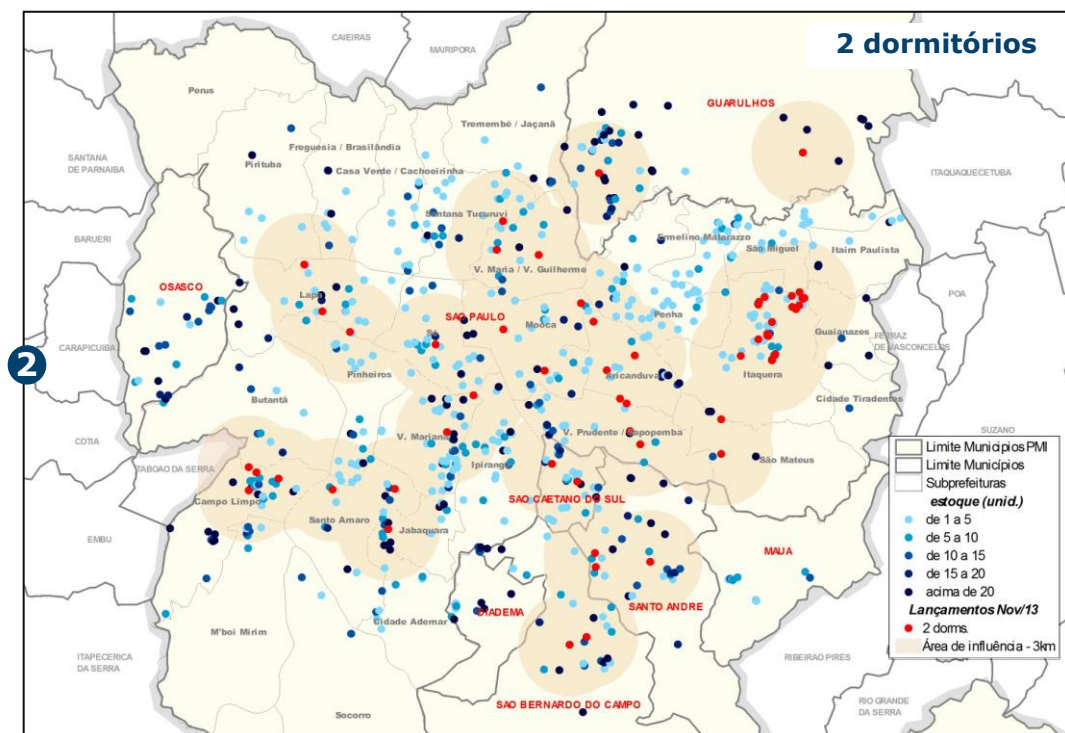 2 dormitórios
CAIEIRAS
MAIRIPORA
Perus
GUARULHOS
Tremembé / Jaçanã
Freguesia / Brasilândia
SANTANA
DE PARNAIBA
Pirituba
Casa Verde / Cachoeirinha
ITAQUAQUECETUBA
Santana Tucuruvi
BARUERI
Ermelino Matarazzo
São Miguel
Itaim Paulista
V. Maria / V. Guilherme
OSASCO
Lapa
POA
SAO PAULO
Sé
Mooca
Penha
Guaianazes
FERRAZ
DE VASCONCELOS
CARAPICUIBA
2
Pinheiros
Aricanduva
Itaquera
Butantã
Cidade Tiradentes
SUZANO
COTIA
V. Mariana
V. Prudente / Sapopemba
Ipiranga
São Mateus
TABOAO DA SERRA
Campo Limpo
SAO CAETANO DO SUL
Santo Amaro
Jabaquara
EMBU
MAUA
DIADEMA
SANTO ANDRE
Cidade Ademar
M'boi Mirim
ITAPECERICA
DA SERRA
RIBEIRAO PIRES
SAO BERNARDO DO CAMPO
RIO GRANDE
DA SERRA
Socorro
Limite Municípios PMI
Limite Municípios
Subprefeituras
estoque (unid.)
de 1 a 5
de 5 a 10
de 10 a 15
de 15 a 20
acima de 20
Lançamentos Nov/13
2 dorms.
Área de influência - 3km